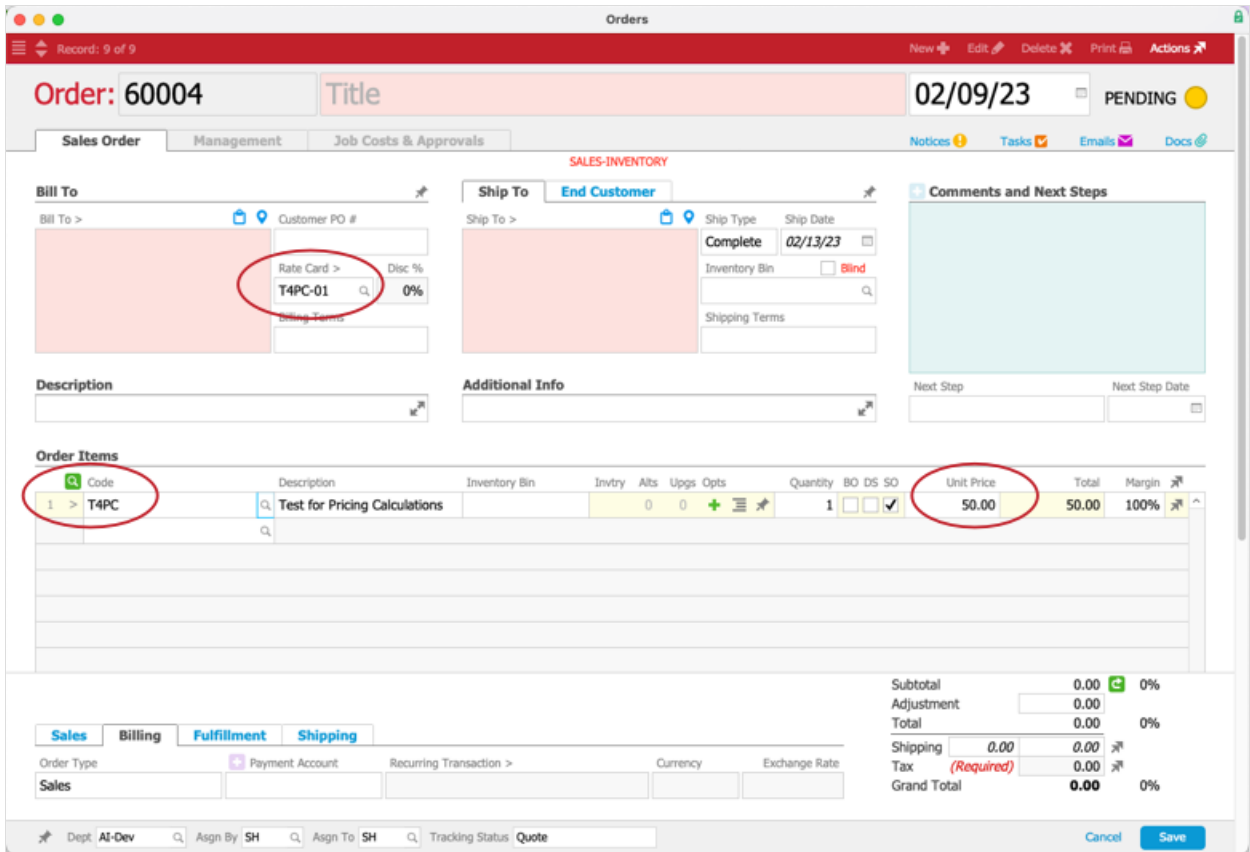 Orders
Record: 9 of 9 New Edit Delete Print Actions
Order: 60004 Title 02/09/23 PENDING
Sales Order Management Job Costs & Approvals Notices Tasks Emails Docs
SALES-INVENTORY
Bill To Ship To End Customer Comments and Next Steps
Bill To > Customer PO # Ship To > Ship Type Ship Date
Complete 02/13/23
Rate Card > Disc % Inventory Bin Blind
T4PC-01 0%
Billing Terms Shipping Terms
Description Additional Info Next Step Next Step Date
Order Items
Code Description Inventory Bin Invtry Alts Upgs Opts Quantity BO DS SO Unit Price Total Margin
1 > T4PC Test for Pricing Calculations 0 0 1 50.00 50.00 100%
Subtotal 0.00 0%
Adjustment 0.00
Total 0.00 0%
Sales Billing Fulfillment Shipping
Shipping 0.00 0.00
Order Type Payment Account Recurring Transaction > Currency Exchange Rate
Tax (Required) 0.00
Sales
Grand Total 0.00 0%
Dept AI-Dev Asgn By SH Asgn To SH Tracking Status Quote Cancel Save